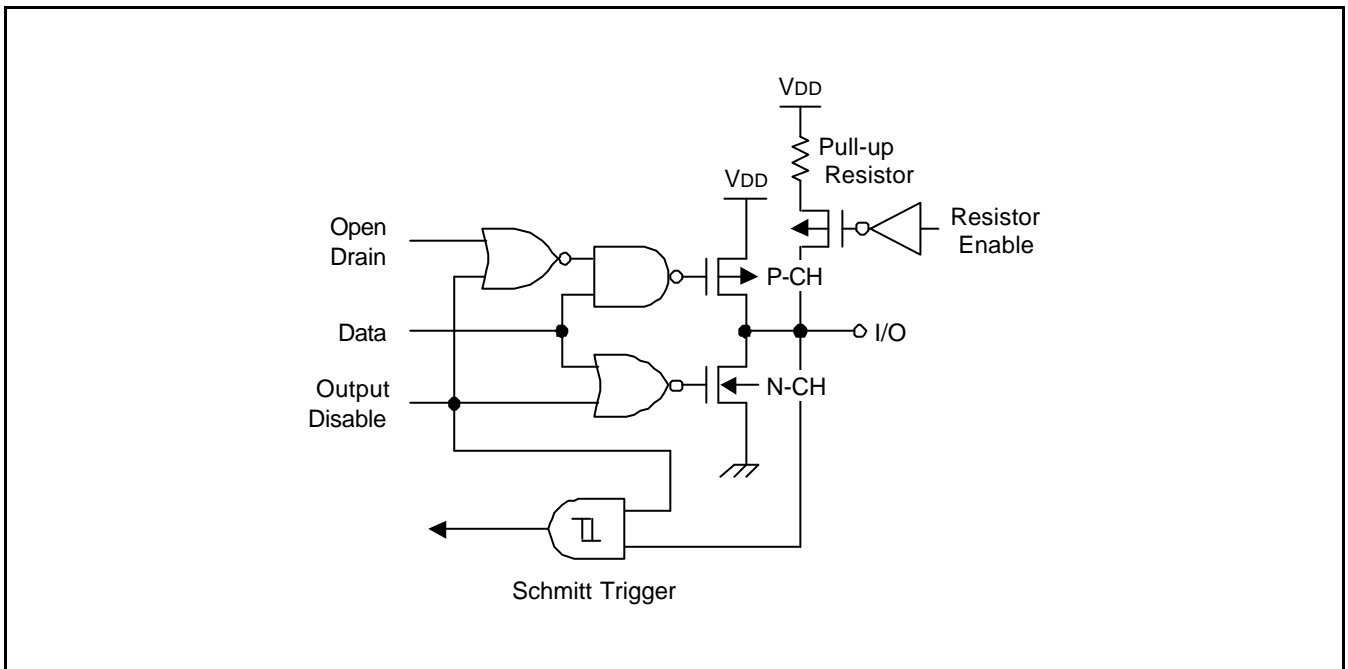 VDD
Pull-up
Resistor
VDD
Open
Drain
Resistor
Enable
P-CH
Data
I/O
Output
Disable
N-CH
Schmitt Trigger